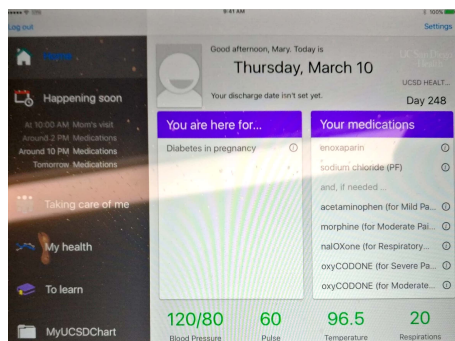 9:41 AM
100%
Log out
Settings
Home
Happening soon
At 10:00 AM Mom's visit
Around 2 PM Medications
Around 10 PM Medications
Tomorrow Medications
Taking care of me
My health
To learn
MyUCSDChart
Good afternoon, Mary. Today is
Thursday, March 10
Your discharge date isn't set yet.
UC San Diego
Health
UCSD HEALT...
Day 248
You are here for...
Diabetes in pregnancy
Your medications
enoxaparin
sodium chloride (PF)
and, if needed ...
acetaminophen (for Mild Pa...
morphine (for Moderate Pai...
nalOXone (for Respiratory...
oxyCODONE (for Severe Pa...
oxyCODONE (for Moderate...
120/80
Blood Pressure
60
Pulse
96.5
Temperature
20
Respirations